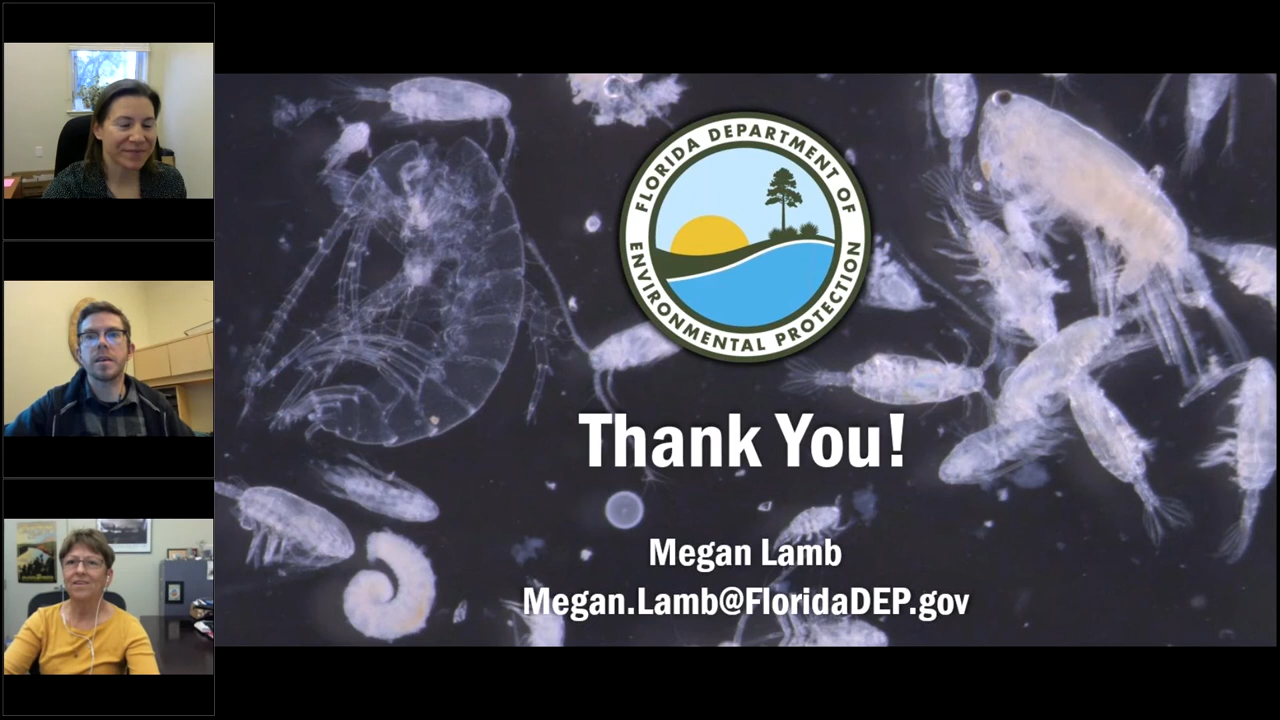 FLORIDA DEPARTMENT OF
ENVIRONMENTAL PROTECTION
Thank You!
Megan Lamb
Megan.Lamb@FloridaDEP.gov